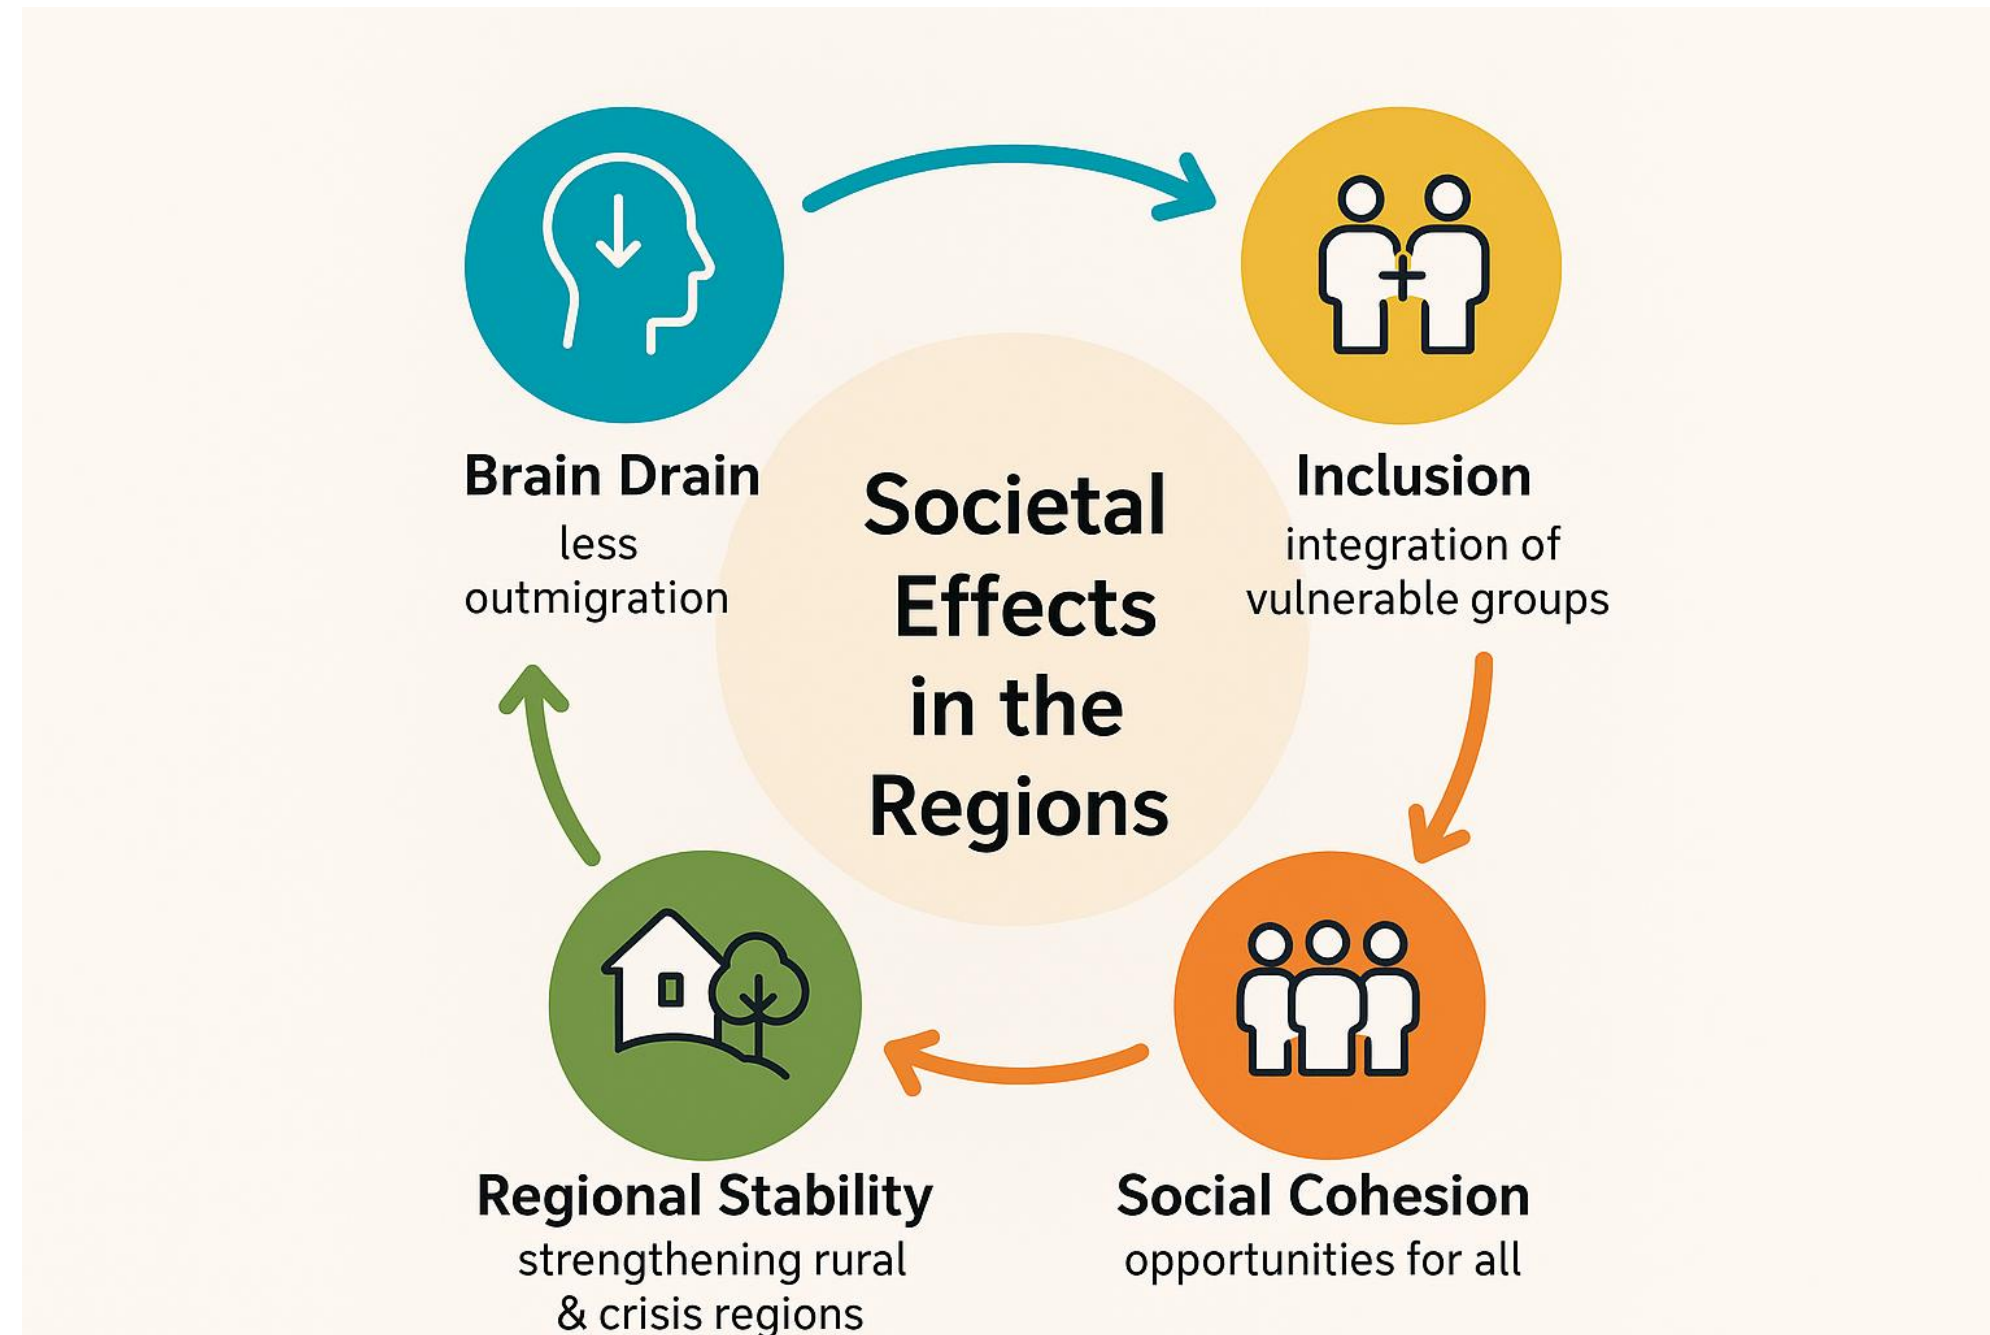 Brain Drain
less
outmigration
Inclusion
integration of
vulnerable groups
Societal
Effects
in the
Regions
Regional Stability
strengthening rural
& crisis regions
Social Cohesion
opportunities for all